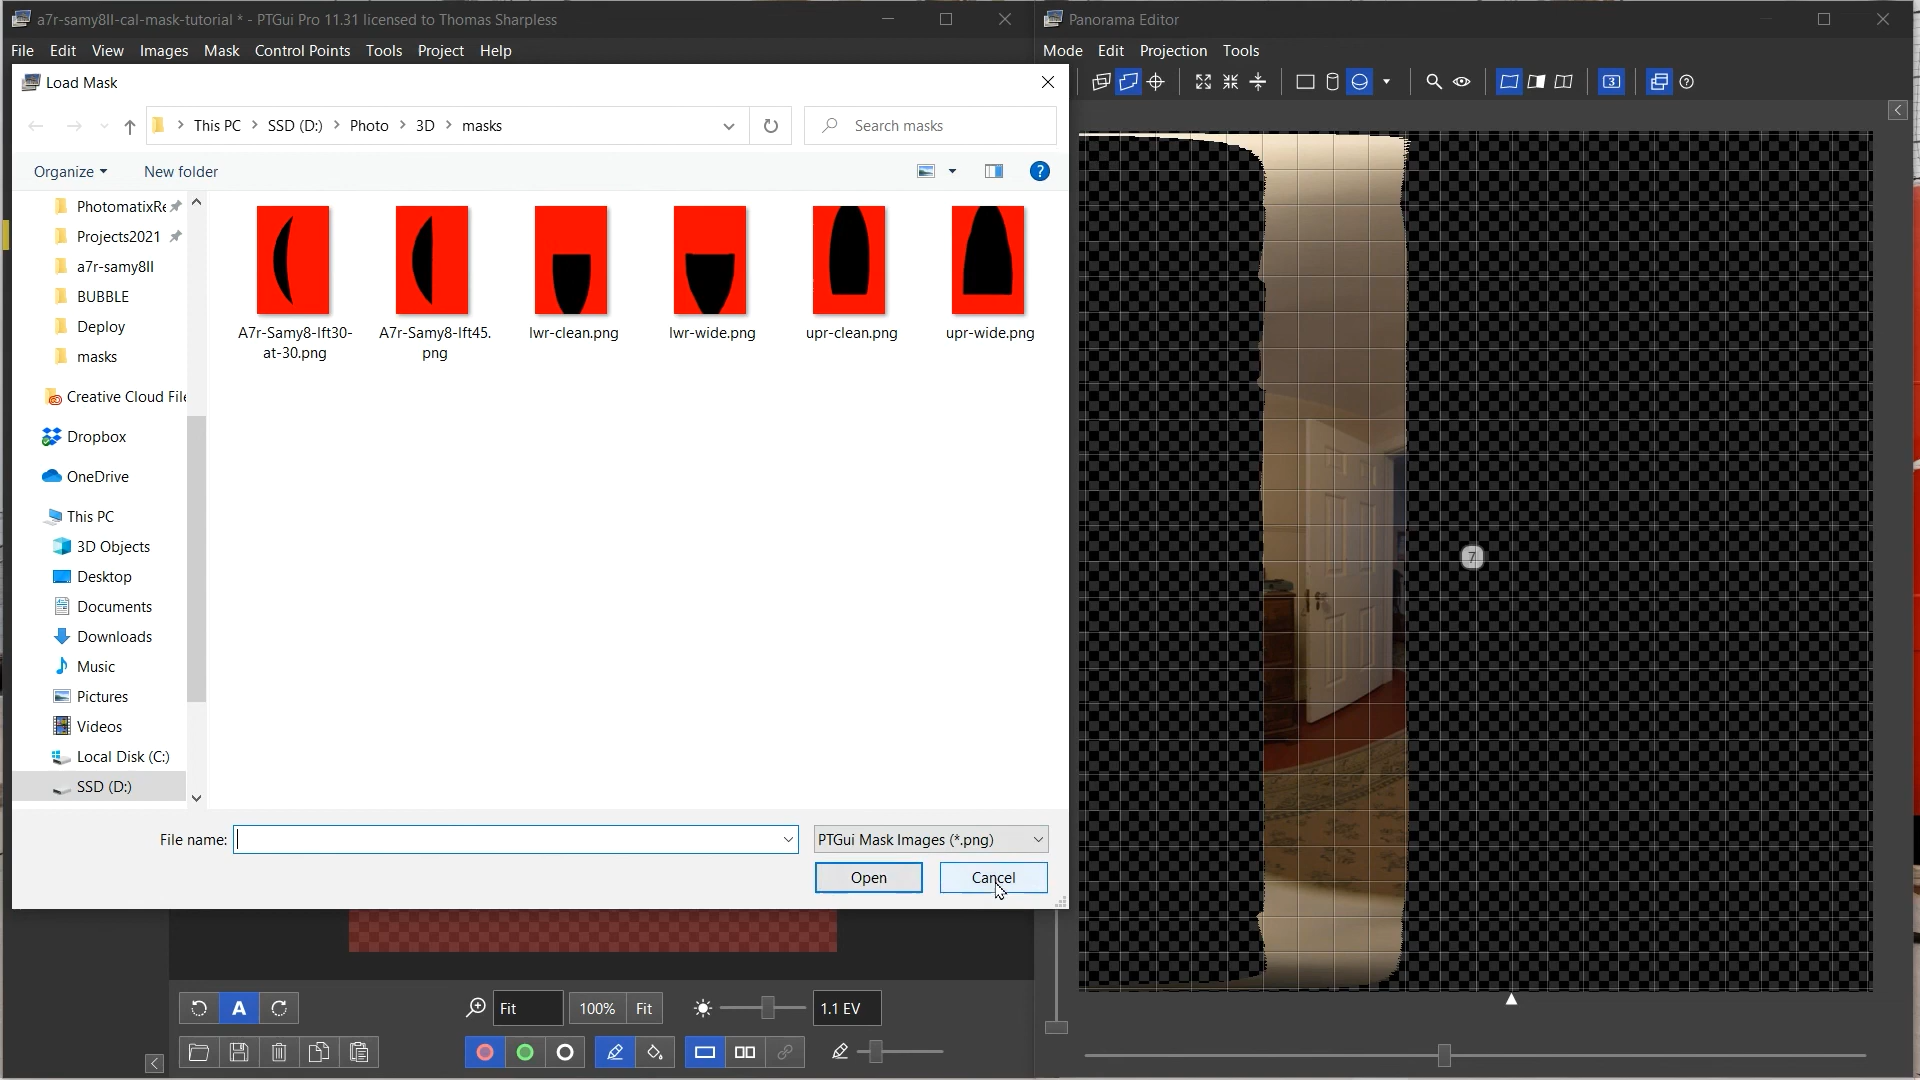 a7r-samy8ll-cal-mask-tutorial * - PTGui Pro 11.31 licensed to Thomas Sharpless
File Edit View Images Mask Control Points Tools Project Help
Load Mask
This PC > SSD (D:) > Photo > 3D > masks
Search masks
Organize
New folder
?
PhotomatixRe
Projects2021
a7r-samy8ll
BUBBLE
Deploy
masks
Creative Cloud File
Dropbox
OneDrive
This PC
3D Objects
Desktop
Documents
Downloads
Music
Pictures
Videos
Local Disk (C:)
SSD (D:)
A7r-Samy8-lft30-
at-30.png
A7r-Samy8-lft45.
png
lwr-clean.png
lwr-wide.png
upr-clean.png
upr-wide.png
File name:
PTGui Mask Images (*.png)
Open
Cancel
A
Fit
100%
Fit
1.1 EV
Panorama Editor
Mode Edit Projection Tools
3
?
7